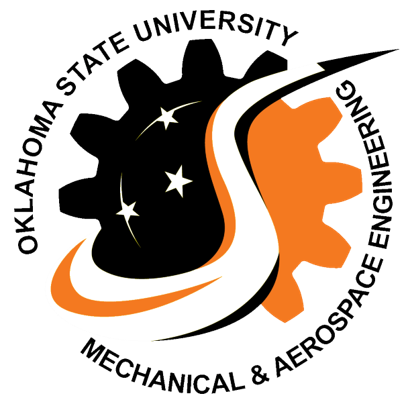 OKLAHOMA STATE UNIVERSITY
MECHANICAL & AEROSPACE ENGINEERING